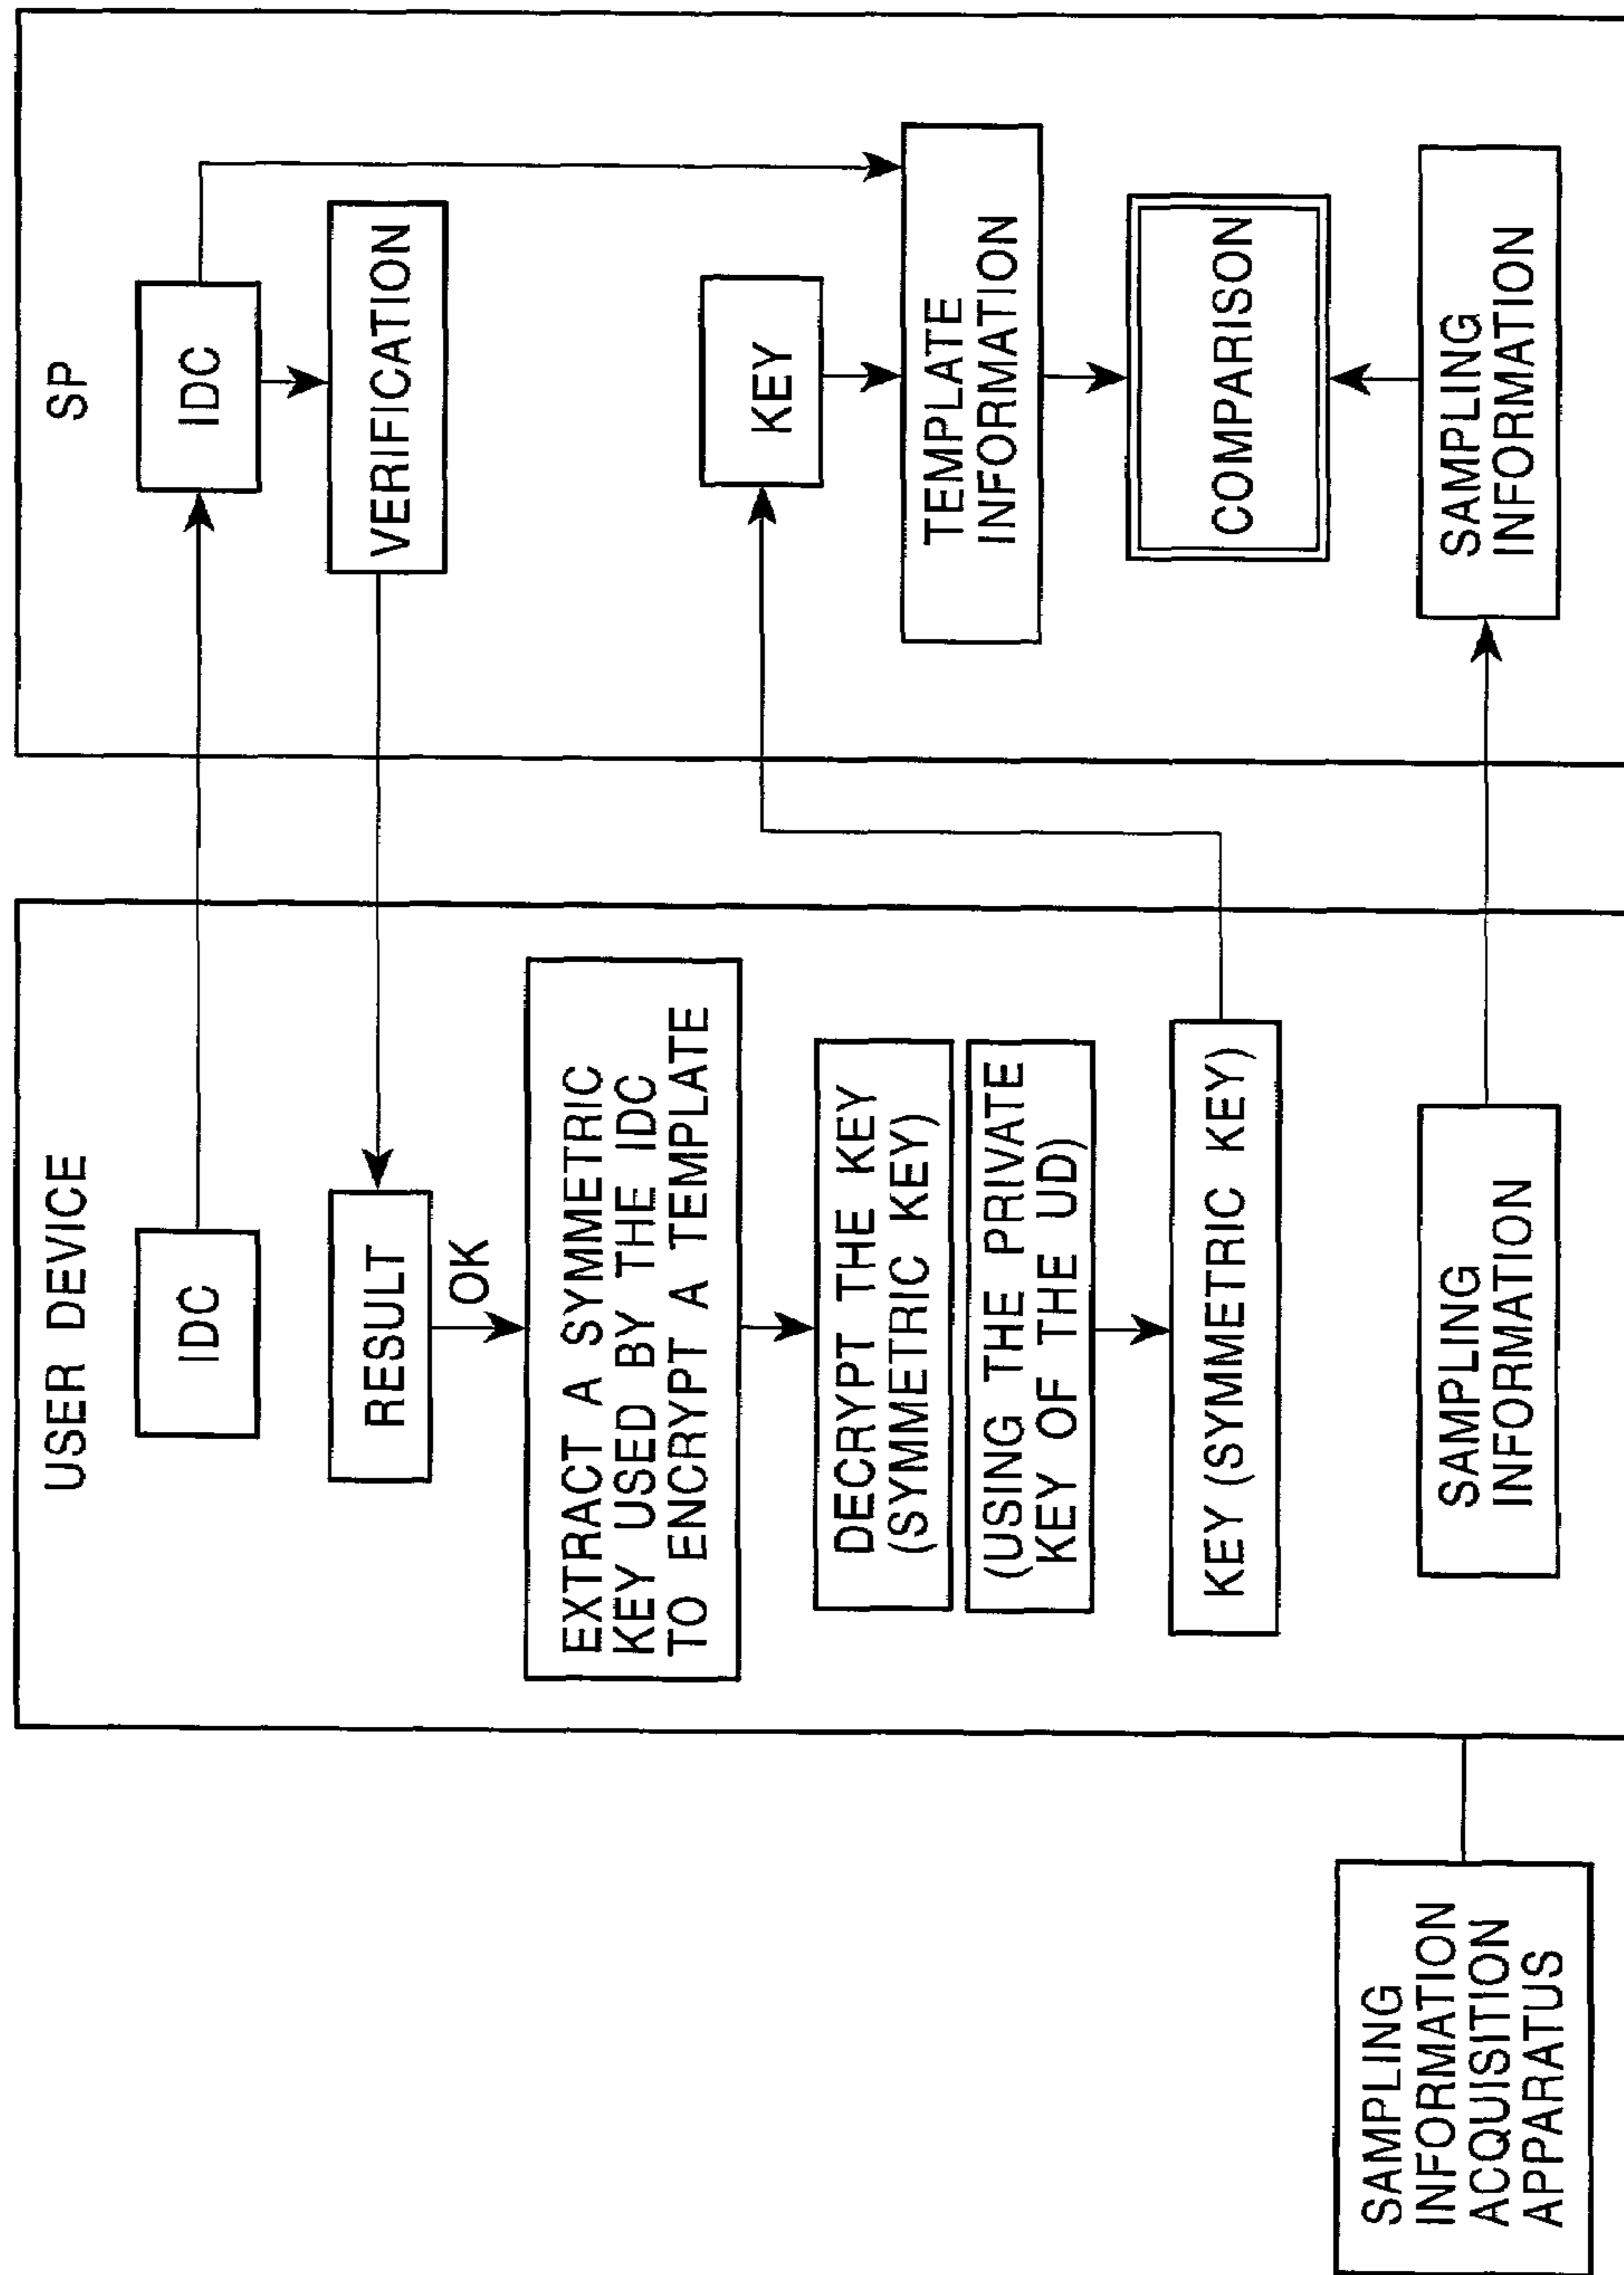 USER DEVICE
IDC
RESULT
OK
EXTRACT A SYMMETRIC
KEY USED BY THE IDC
TO ENCRYPT A TEMPLATE
DECRYPT THE KEY
(SYMMETRIC KEY)
(USING THE PRIVATE
KEY OF THE UD)
KEY (SYMMETRIC KEY)
SAMPLING
INFORMATION
SAMPLING
INFORMATION
ACQUISITION
APPARATUS
SP
IDC
VERIFICATION
KEY
TEMPLATE
INFORMATION
COMPARISON
SAMPLING
INFORMATION